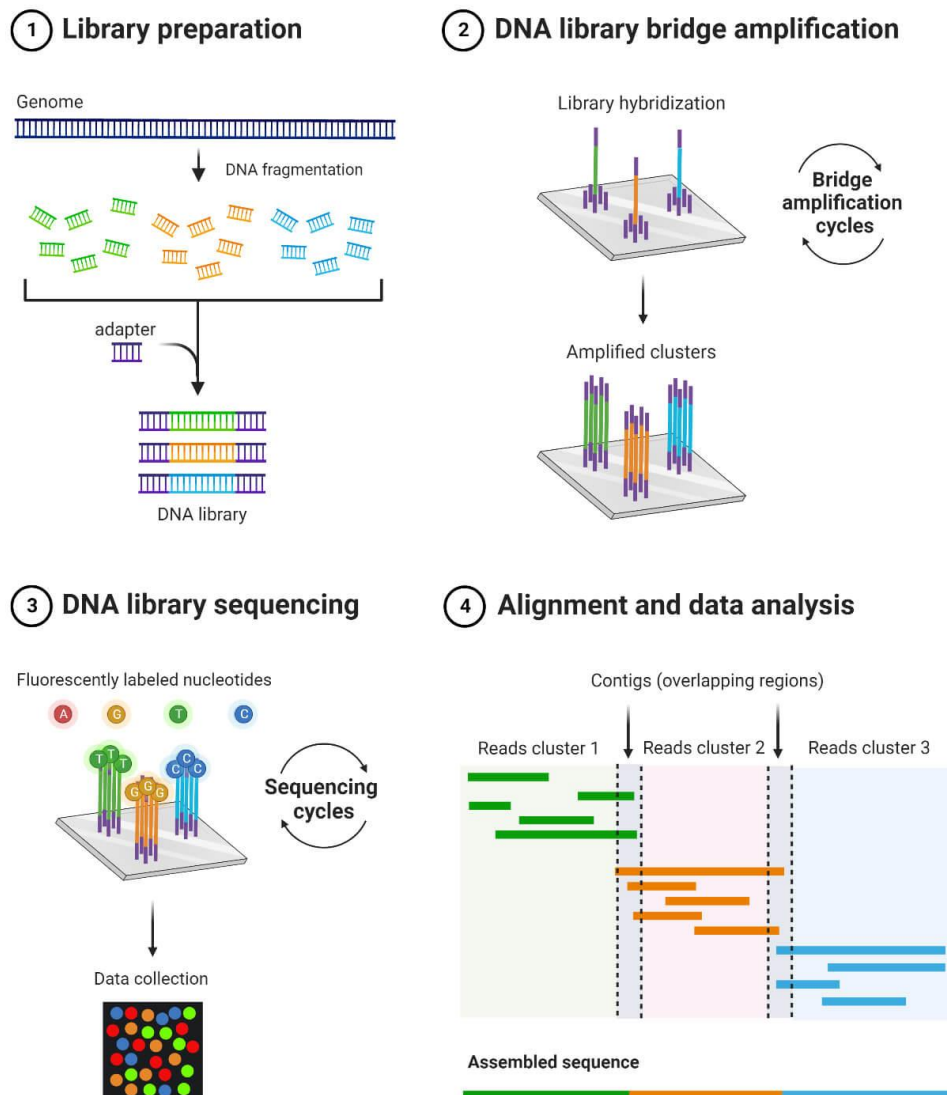 1 Library preparation
Genome
DNA fragmentation
adapter
DNA library
2 DNA library bridge amplification
Library hybridization
Bridge
amplification
cycles
Amplified clusters
3 DNA library sequencing
Fluorescently labeled nucleotides
A G T C
T T T
G G G
C C C
Sequencing
cycles
Data collection
4 Alignment and data analysis
Contigs (overlapping regions)
Reads cluster 1 Reads cluster 2 Reads cluster 3
Assembled sequence